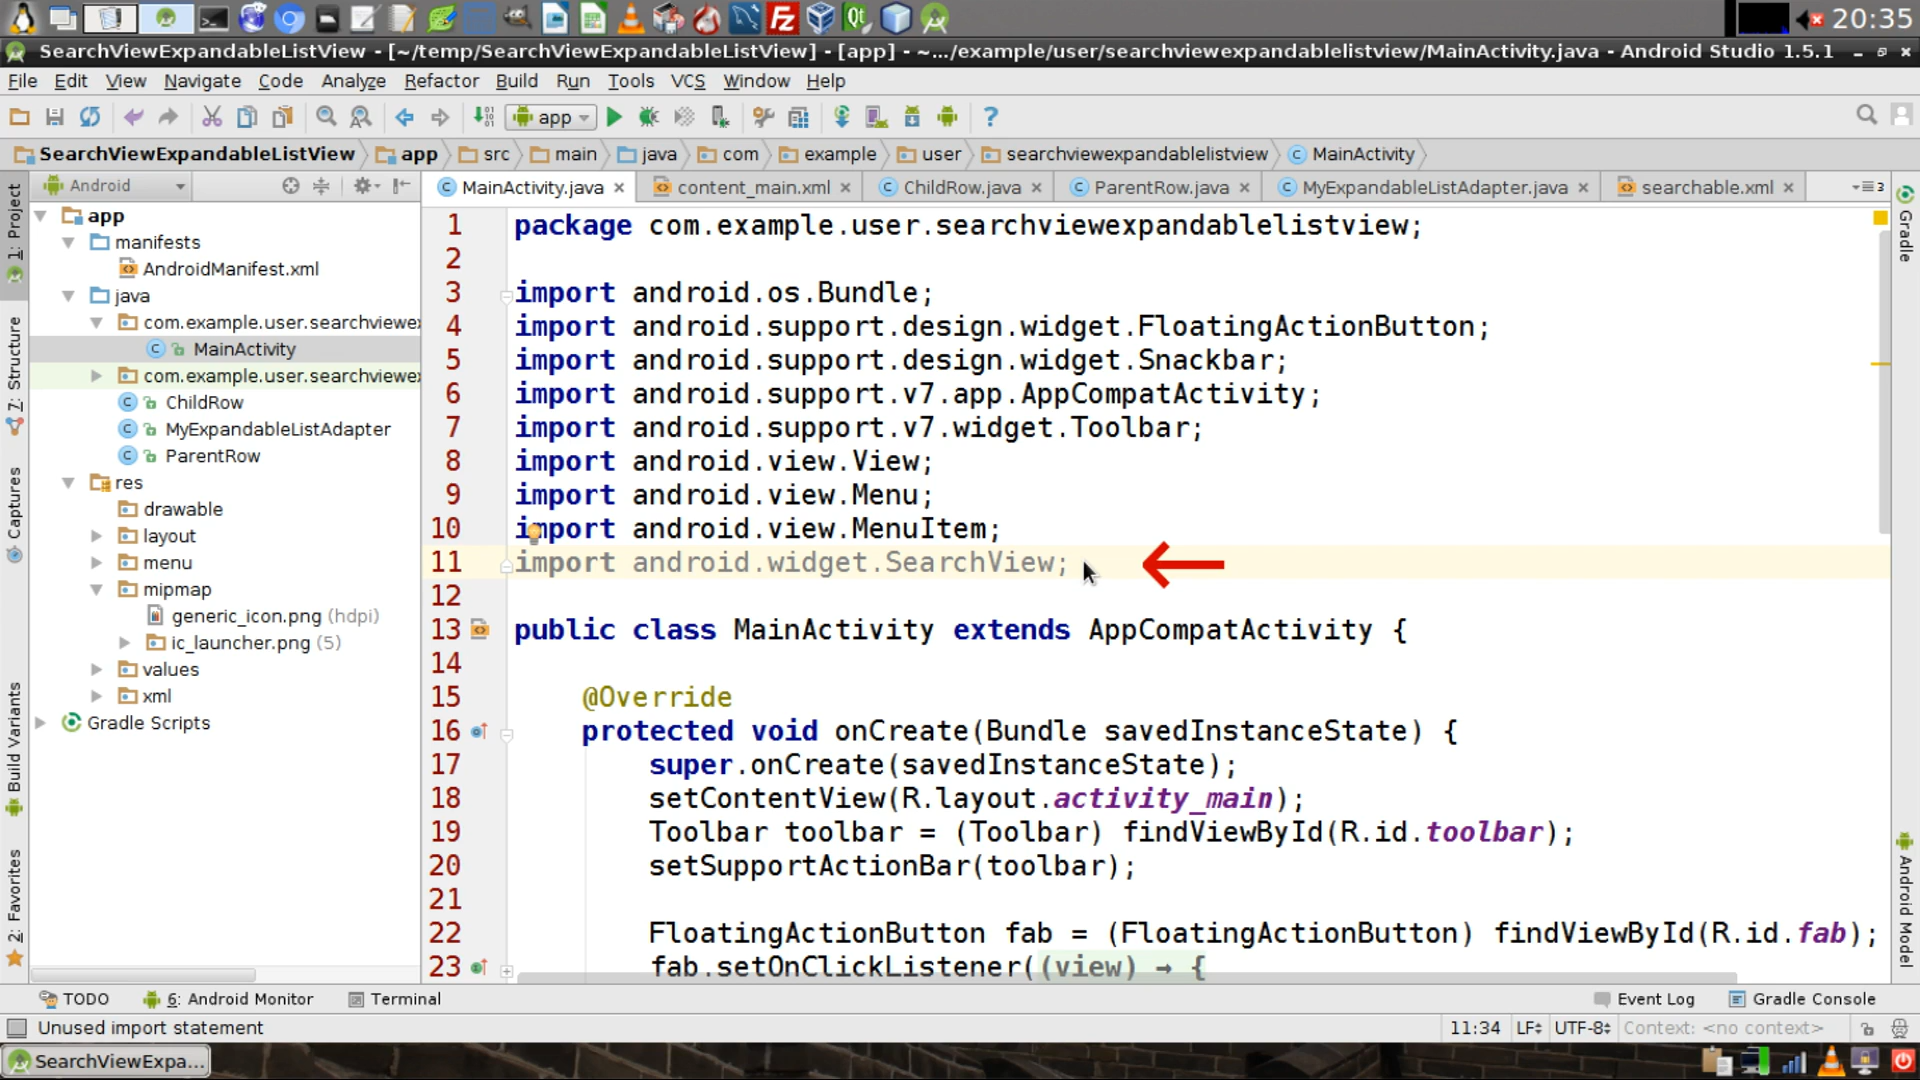 20:35
SearchViewExpandableListView - [~/temp/SearchViewExpandableListView] - [app] - ~.../example/user/searchviewexpandablelistview/MainActivity.java - Android Studio 1.5.1
File Edit View Navigate Code Analyze Refactor Build Run Tools VCS Window Help
app
SearchViewExpandableListView app src main java com example user searchviewexpandablelistview MainActivity
Android
MainActivity.java content_main.xml ChildRow.java ParentRow.java MyExpandableListAdapter.java searchable.xml 3
1: Project
7: Structure
Captures
Build Variants
2: Favorites
app
manifests
AndroidManifest.xml
java
com.example.user.searchviewex
MainActivity
com.example.user.searchviewex
ChildRow
MyExpandableListAdapter
ParentRow
res
drawable
layout
menu
mipmap
generic_icon.png (hdpi)
ic_launcher.png (5)
values
xml
Gradle Scripts
1 package com.example.user.searchviewexpandablelistview;
2
3 import android.os.Bundle;
4 import android.support.design.widget.FloatingActionButton;
5 import android.support.design.widget.Snackbar;
6 import android.support.v7.app.AppCompatActivity;
7 import android.support.v7.widget.Toolbar;
8 import android.view.View;
9 import android.view.Menu;
10 import android.view.MenuItem;
11 import android.widget.SearchView;
12
13 public class MainActivity extends AppCompatActivity {
14
15 @Override
16 protected void onCreate(Bundle savedInstanceState) {
17 super.onCreate(savedInstanceState);
18 setContentView(R.layout.activity_main);
19 Toolbar toolbar = (Toolbar) findViewById(R.id.toolbar);
20 setSupportActionBar(toolbar);
21
22 FloatingActionButton fab = (FloatingActionButton) findViewById(R.id.fab);
23 fab.setOnClickListener((view) → {
Gradle
Android Model
TODO 6: Android Monitor Terminal Event Log Gradle Console
Unused import statement 11:34 LF UTF-8 Context: <no context>
SearchViewExpa...